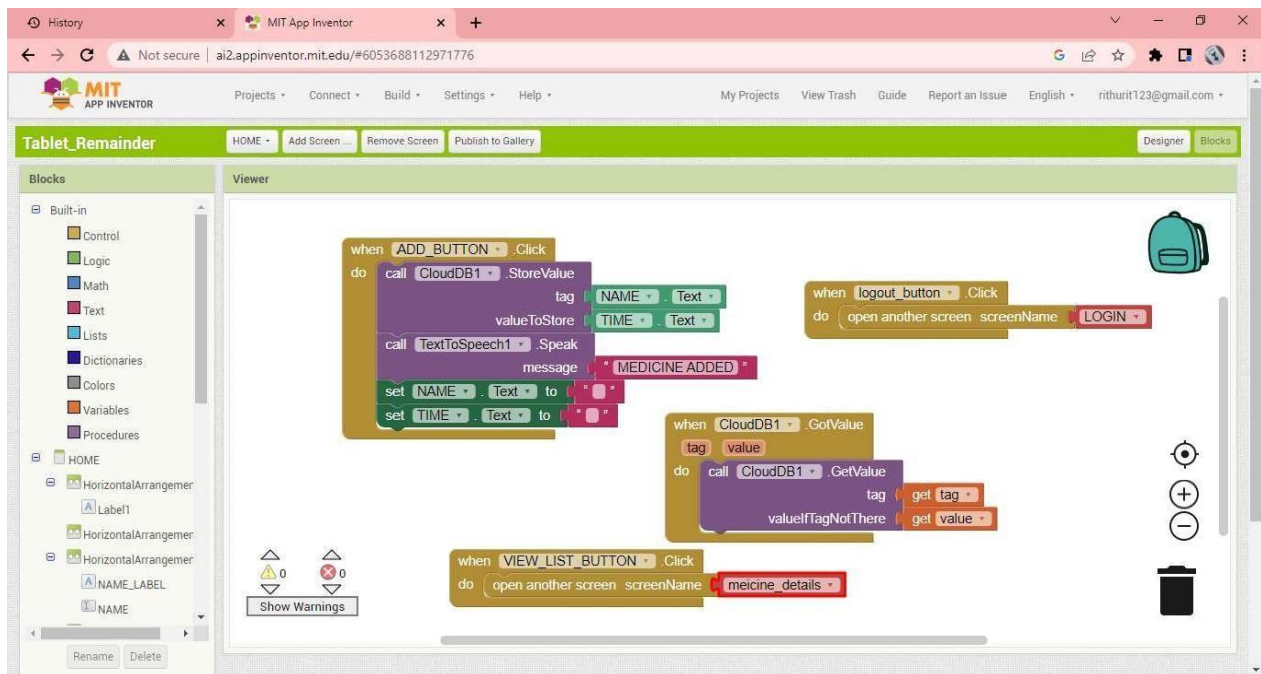 History
MIT App Inventor
Not secure | ai2.appinventor.mit.edu/#6053688112971776
MIT
APP INVENTOR
Projects Connect Build Settings Help My Projects View Trash Guide Report an Issue English rithurit123@gmail.com
Tablet_Remainder
HOME Add Screen ... Remove Screen Publish to Gallery Designer Blocks
Blocks
Viewer
Built-in
Control
Logic
Math
Text
Lists
Dictionaries
Colors
Variables
Procedures
HOME
HorizontalArrangemer
Label1
HorizontalArrangemer
HorizontalArrangemer
NAME_LABEL
NAME
Rename Delete
when ADD_BUTTON .Click
do call CloudDB1 .StoreValue
tag NAME . Text
valueToStore TIME . Text
call TextToSpeech1 .Speak
message " MEDICINE ADDED "
set NAME . Text to " "
set TIME . Text to " "
when logout_button .Click
do open another screen screenName LOGIN
when CloudDB1 .GotValue
tag value
do call CloudDB1 .GetValue
tag get tag
valueIfTagNotThere get value
when VIEW_LIST_BUTTON .Click
do open another screen screenName meicine_details
0 0
Show Warnings